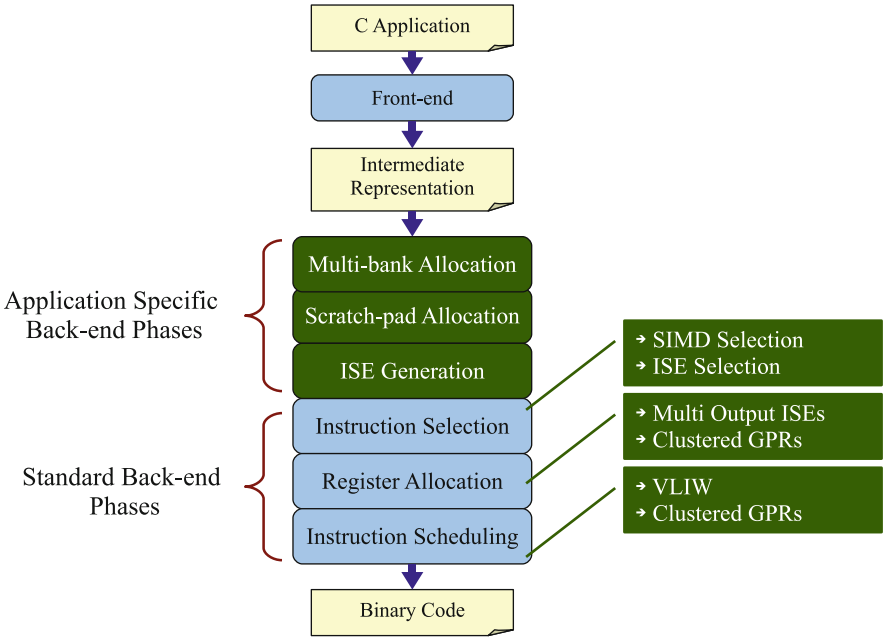 C Application
Front-end
Intermediate
Representation
Multi-bank Allocation
Scratch-pad Allocation
ISE Generation
Application Specific
Back-end Phases
Instruction Selection
Register Allocation
Instruction Scheduling
Standard Back-end
Phases
→ SIMD Selection
→ ISE Selection
→ Multi Output ISEs
→ Clustered GPRs
→ VLIW
→ Clustered GPRs
Binary Code